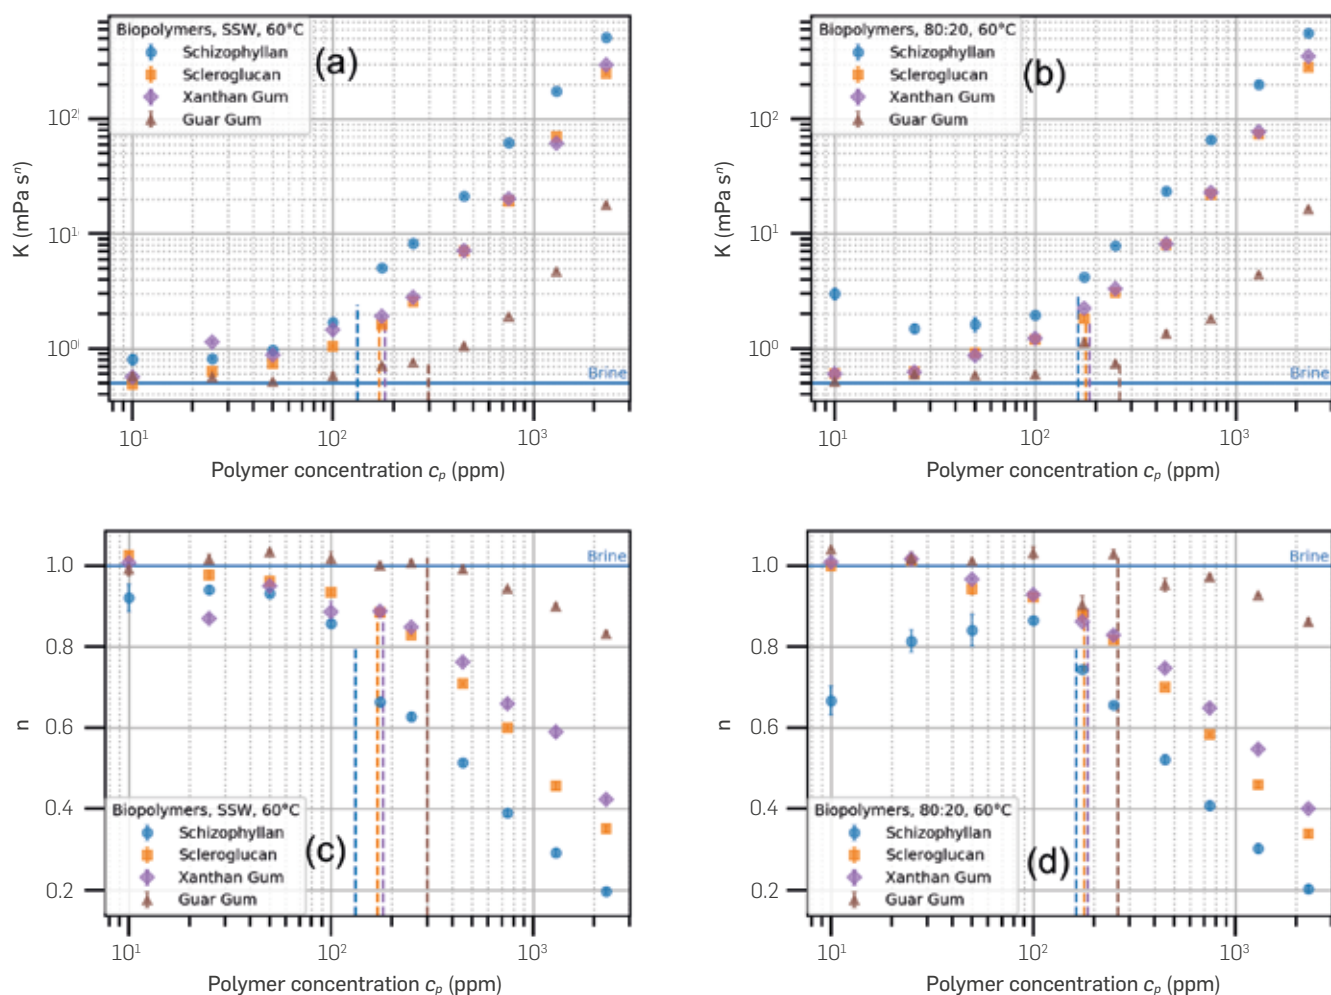 Biopolymers, SSW, 60°C
Schizophyllan
Scleroglucan
Xanthan Gum
Guar Gum
(a)
10²
10¹
10⁰
K (mPa sⁿ)
Brine
10¹ 10² 10³
Polymer concentration cₚ (ppm)
Biopolymers, 80:20, 60°C
Schizophyllan
Scleroglucan
Xanthan Gum
Guar Gum
(b)
10²
10¹
10⁰
K (mPa sⁿ)
Brine
10¹ 10² 10³
Polymer concentration cₚ (ppm)
Brine
1.0
0.8
0.6
0.4
0.2
n
Biopolymers, SSW, 60°C
Schizophyllan
Scleroglucan
Xanthan Gum
Guar Gum
(c)
10¹ 10² 10³
Polymer concentration cₚ (ppm)
Brine
1.0
0.8
0.6
0.4
0.2
n
Biopolymers, 80:20, 60°C
Schizophyllan
Scleroglucan
Xanthan Gum
Guar Gum
(d)
10¹ 10² 10³
Polymer concentration cₚ (ppm)